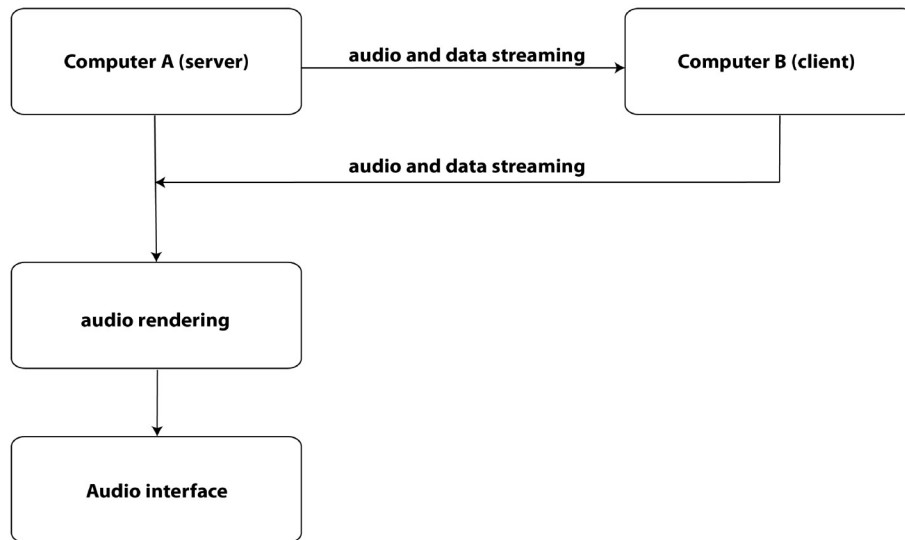 Computer A (server)
audio and data streaming
Computer B (client)
audio and data streaming
audio rendering
Audio interface